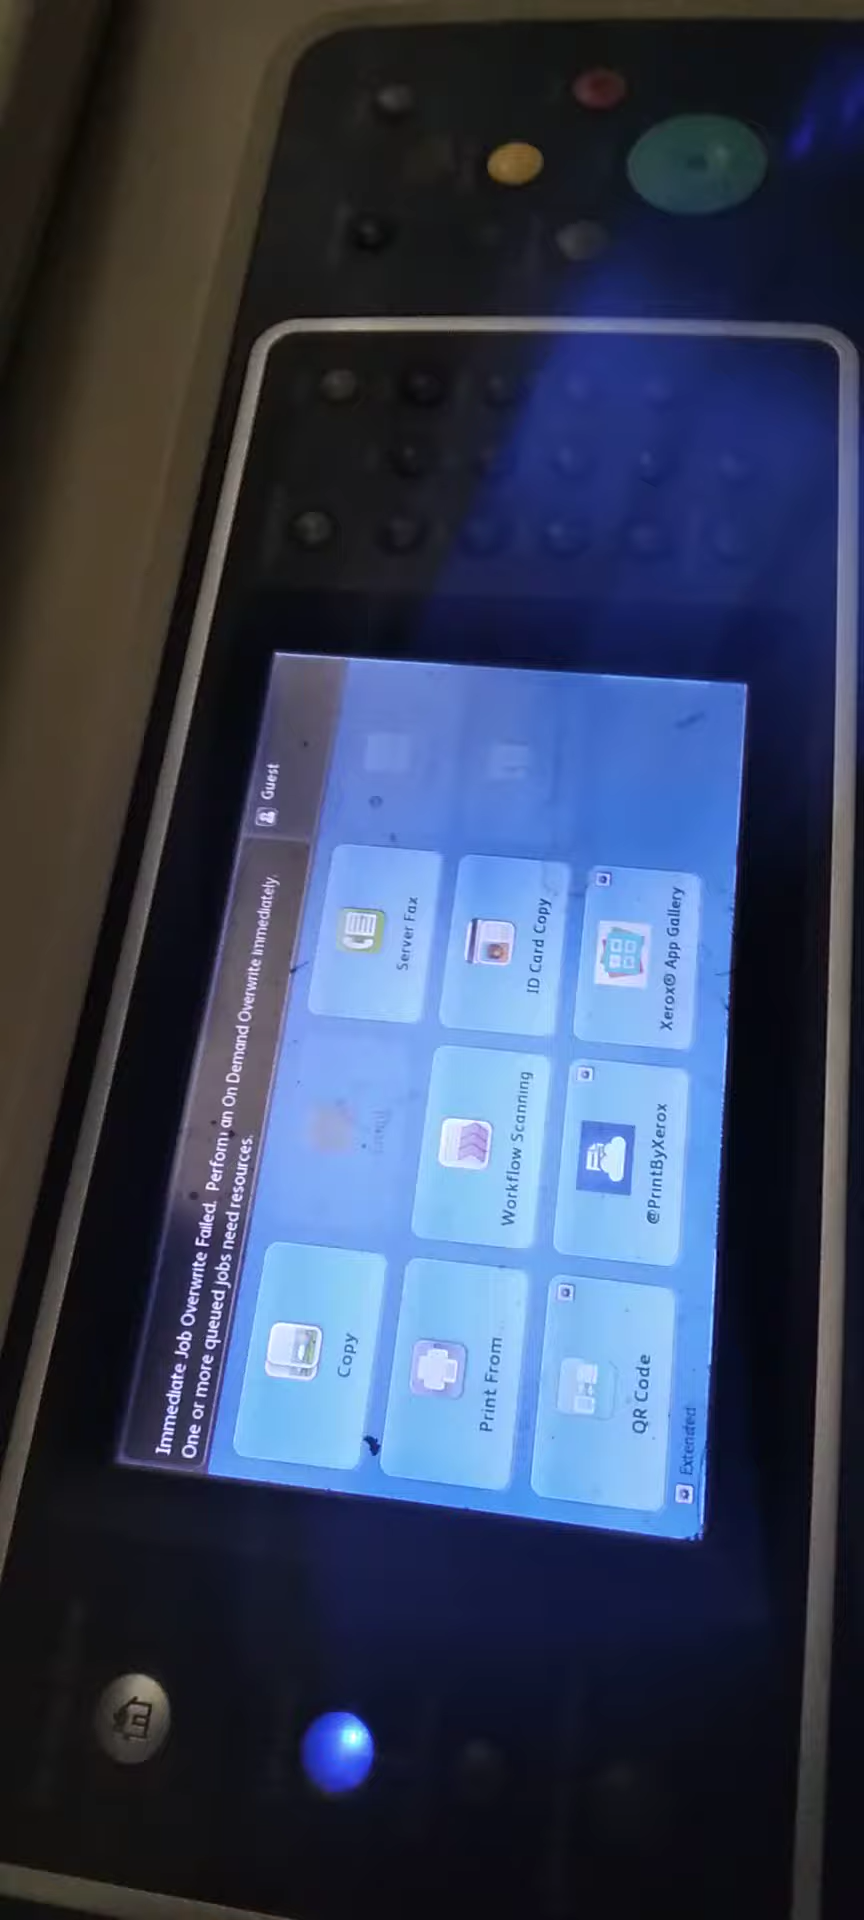 Immediate Job Overwrite Failed. Perform an On Demand Overwrite Immediately.
One or more queued jobs need resources.
Guest
Copy
Server Fax
Print From
Workflow Scanning
ID Card Copy
QR Code
@PrintByXerox
Xerox® App Gallery
Extended